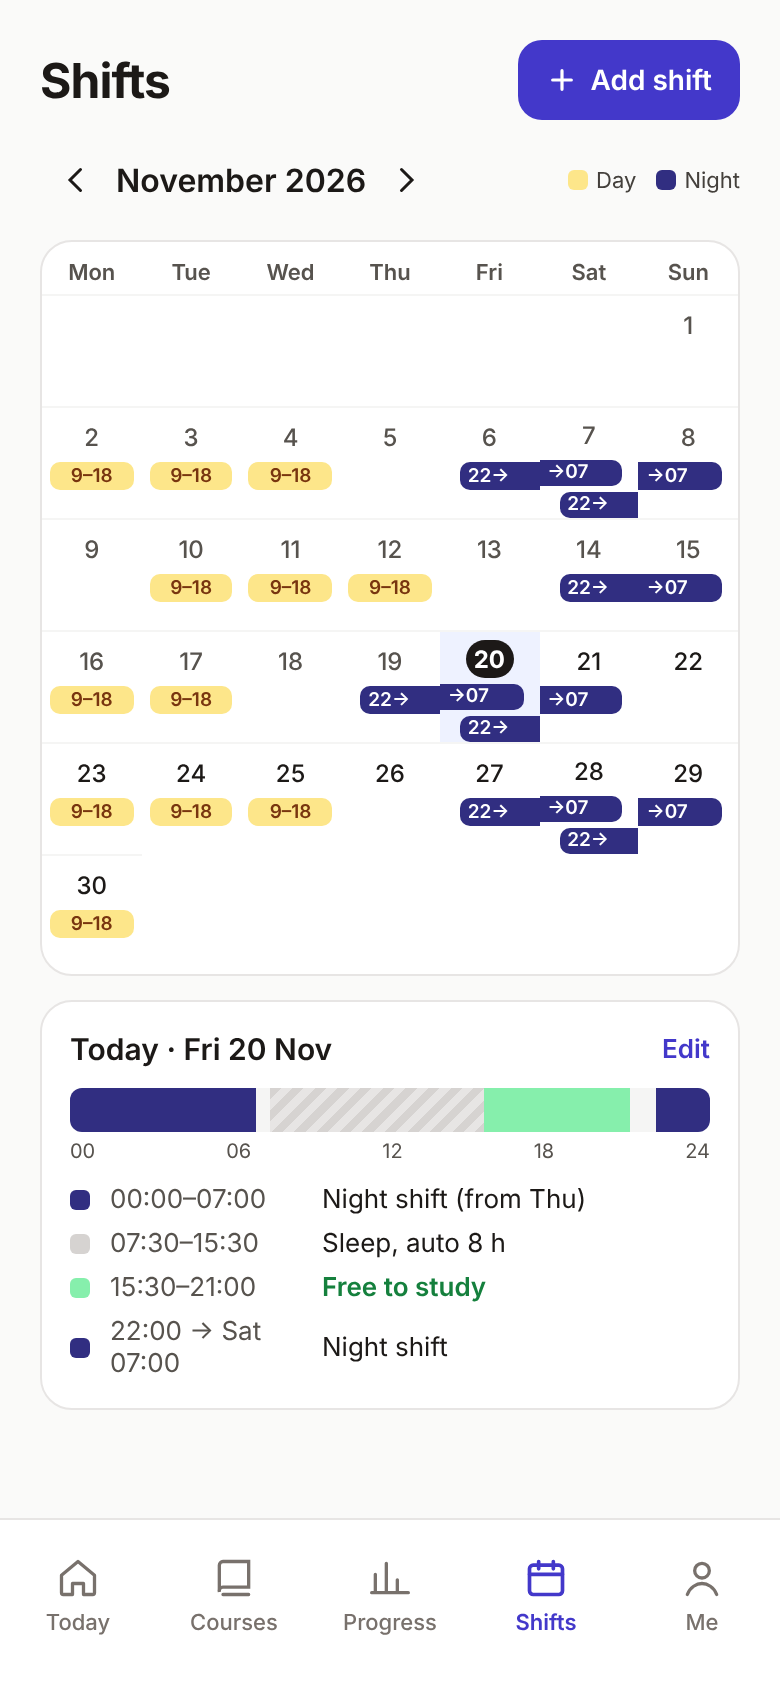 Shifts
+ Add shift
November 2026
Day Night
Mon Tue Wed Thu Fri Sat Sun
1
2 3 4 5 6 7 8
9–18 9–18 9–18 22→ →07 →07
22→
9 10 11 12 13 14 15
9–18 9–18 9–18 22→ →07
16 17 18 19 20 21 22
9–18 9–18 22→ →07 →07
22→
23 24 25 26 27 28 29
9–18 9–18 9–18 22→ →07 →07
22→
30
9–18
Today · Fri 20 Nov Edit
00 06 12 18 24
00:00–07:00 Night shift (from Thu)
07:30–15:30 Sleep, auto 8 h
15:30–21:00 Free to study
22:00 → Sat
07:00 Night shift
Today Courses Progress Shifts Me